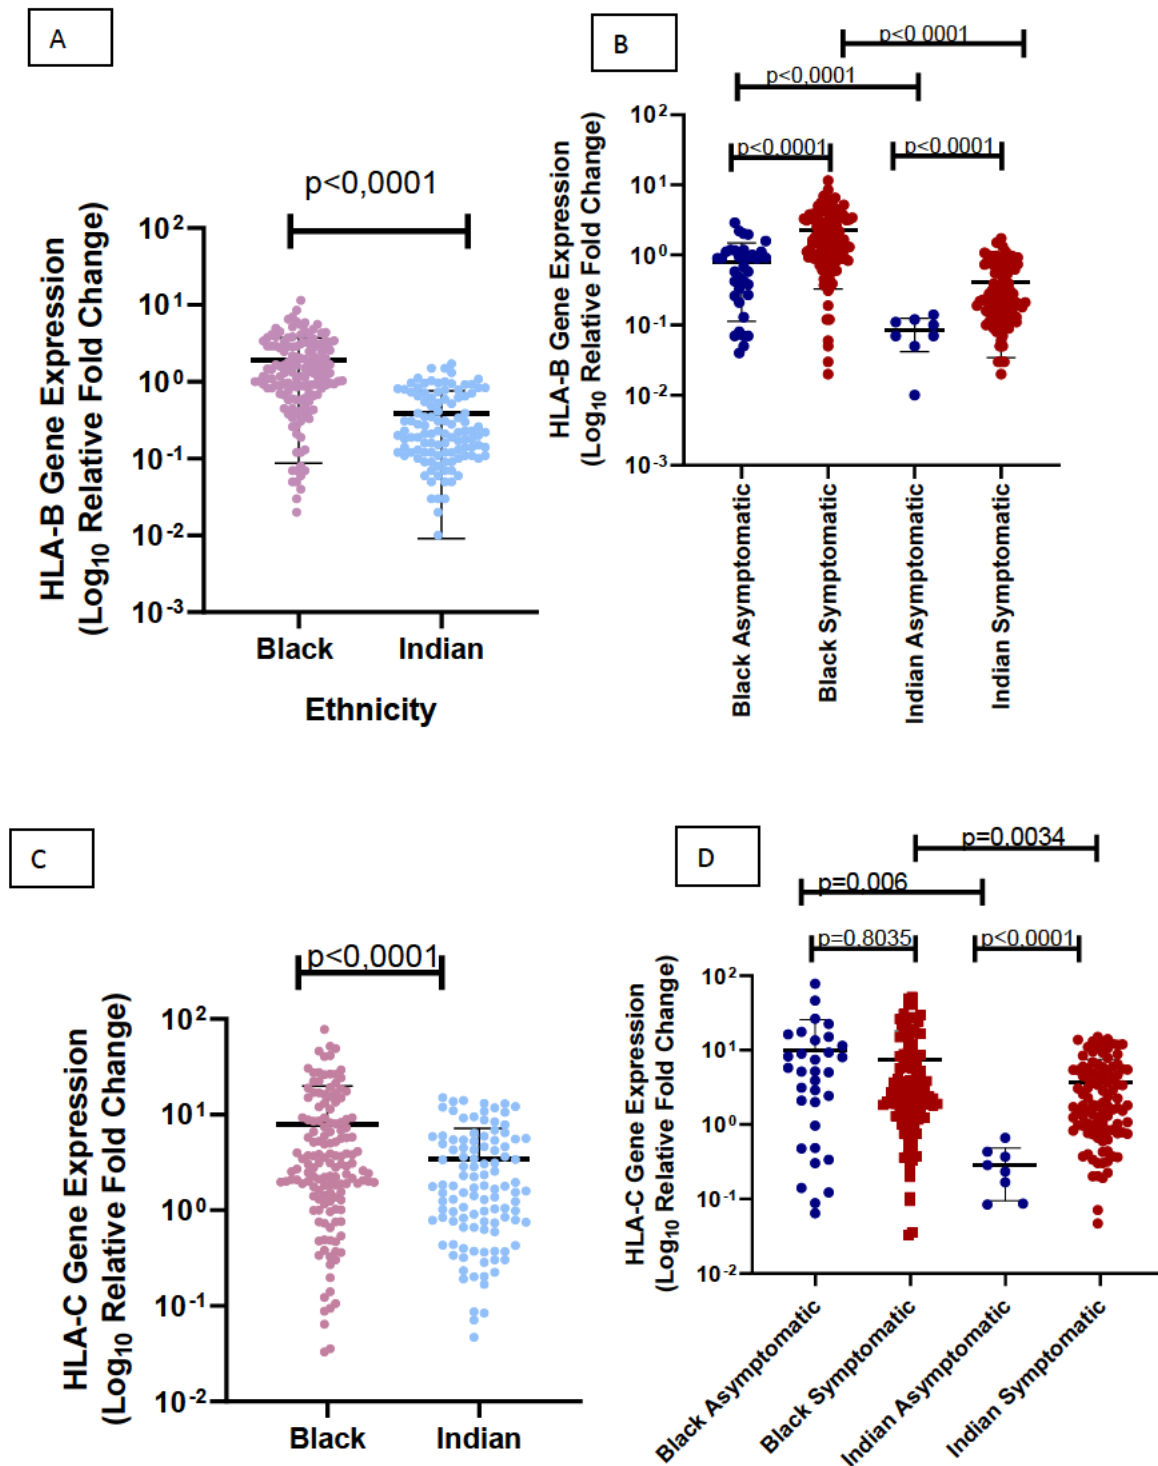 A
p<0,0001
HLA-B Gene Expression
(Log10 Relative Fold Change)
10²
10¹
10⁰
10⁻¹
10⁻²
10⁻³
Black
Indian
Ethnicity
B
p<0 0001
p<0,0001
p<0,0001
p<0,0001
HLA-B Gene Expression
(Log10 Relative Fold Change)
10²
10¹
10⁰
10⁻¹
10⁻²
10⁻³
Black Asymptomatic
Black Symptomatic
Indian Asymptomatic
Indian Symptomatic
C
p<0,0001
HLA-C Gene Expression
(Log10 Relative Fold Change)
10²
10¹
10⁰
10⁻¹
10⁻²
Black
Indian
D
p=0,0034
p=0,006
p=0,8035
p<0,0001
HLA-C Gene Expression
(Log10 Relative Fold Change)
10²
10¹
10⁰
10⁻¹
10⁻²
Black Asymptomatic
Black Symptomatic
Indian Asymptomatic
Indian Symptomatic